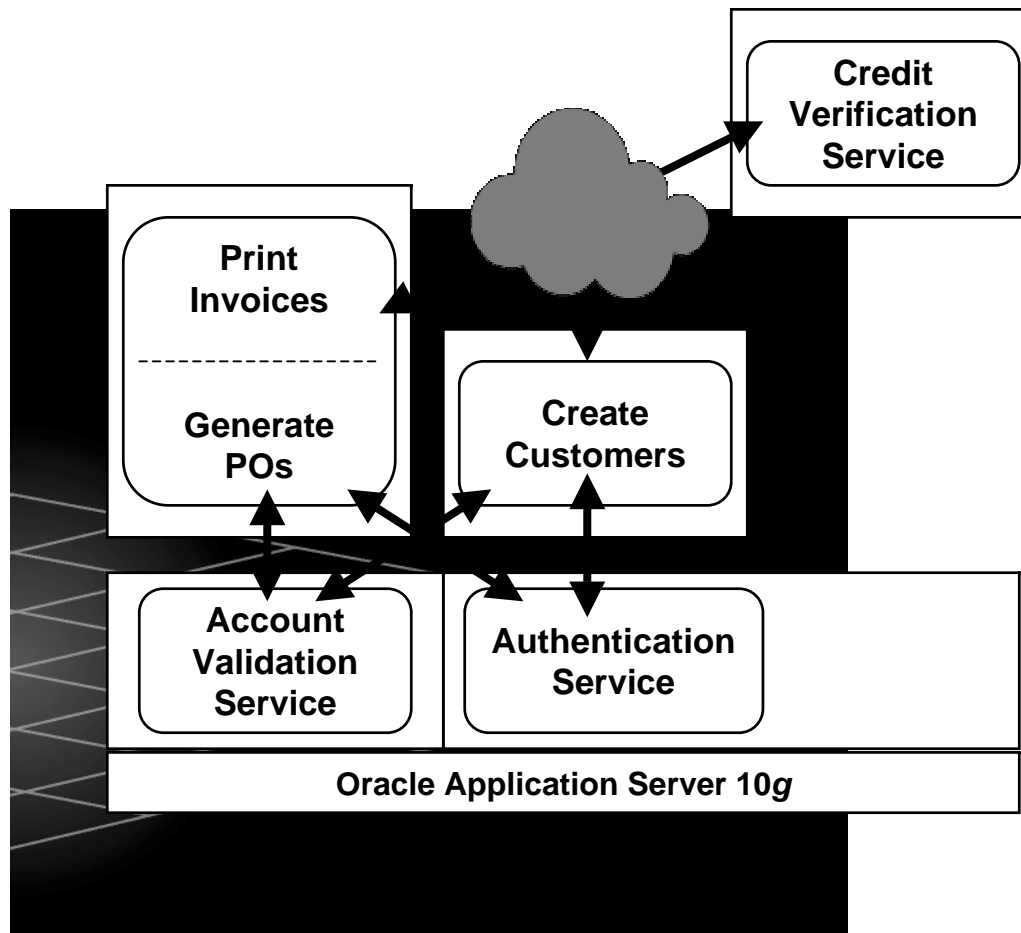 Credit
Verification
Service
Print
Invoices
Generate
POs
Create
Customers
Account
Validation
Service
Authentication
Service
Oracle Application Server 10g